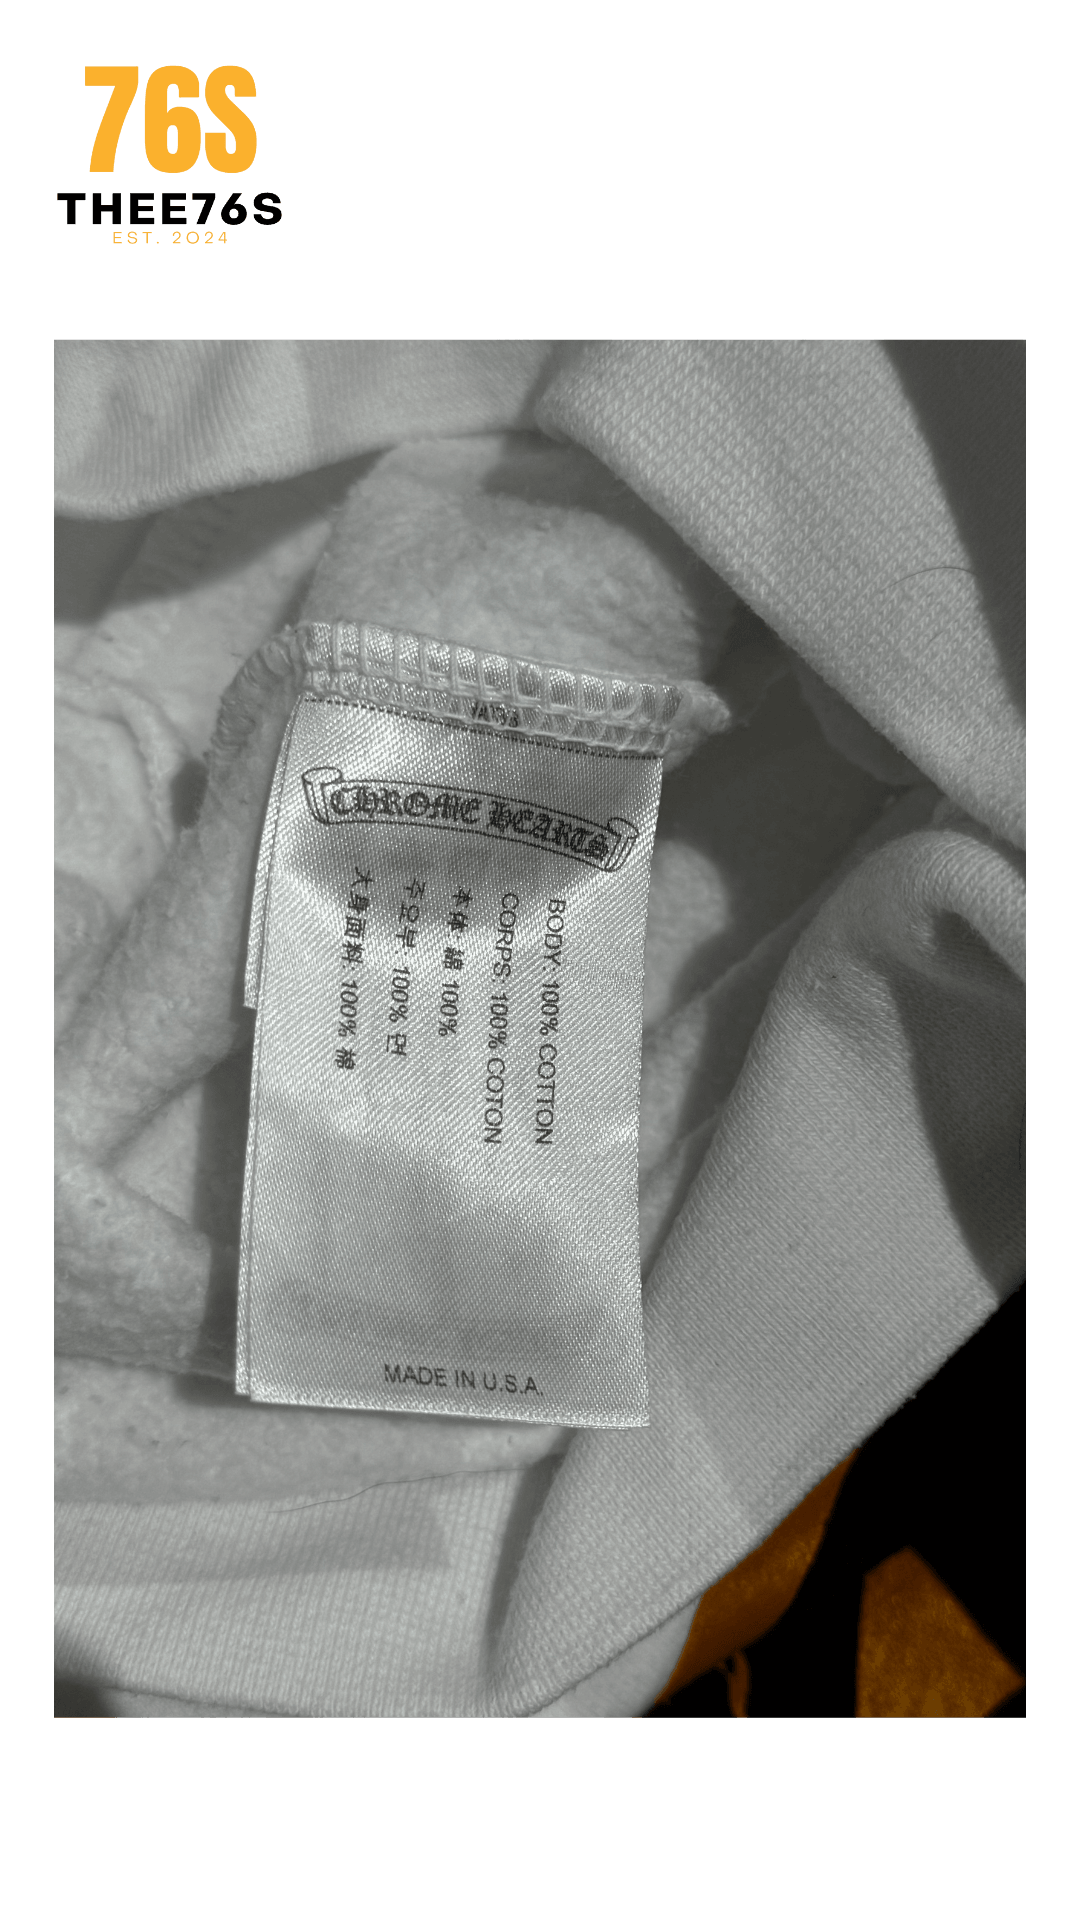 76S
THEE76S
EST. 2024
CHROME HEARTS
BODY: 100% COTTON
CORPS: 100% COTON
本体 綿 100%
주요부: 100% 면
大身面料: 100% 棉
MADE IN U.S.A.